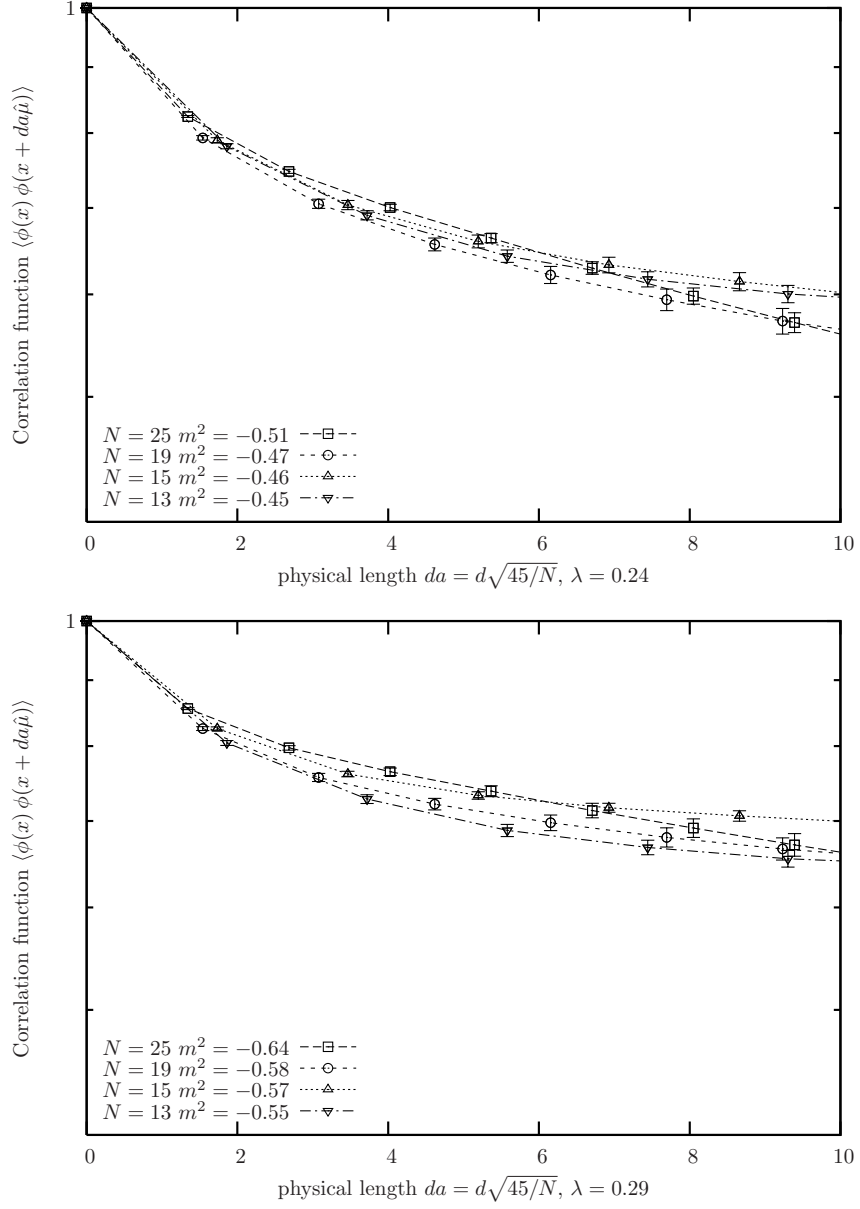 1
Correlation function ⟨ϕ(x) ϕ(x + daμ̂)⟩
N = 25 m² = −0.51
N = 19 m² = −0.47
N = 15 m² = −0.46
N = 13 m² = −0.45
0 2 4 6 8 10
physical length da = d√45/N, λ = 0.24
1
Correlation function ⟨ϕ(x) ϕ(x + daμ̂)⟩
N = 25 m² = −0.64
N = 19 m² = −0.58
N = 15 m² = −0.57
N = 13 m² = −0.55
0 2 4 6 8 10
physical length da = d√45/N, λ = 0.29